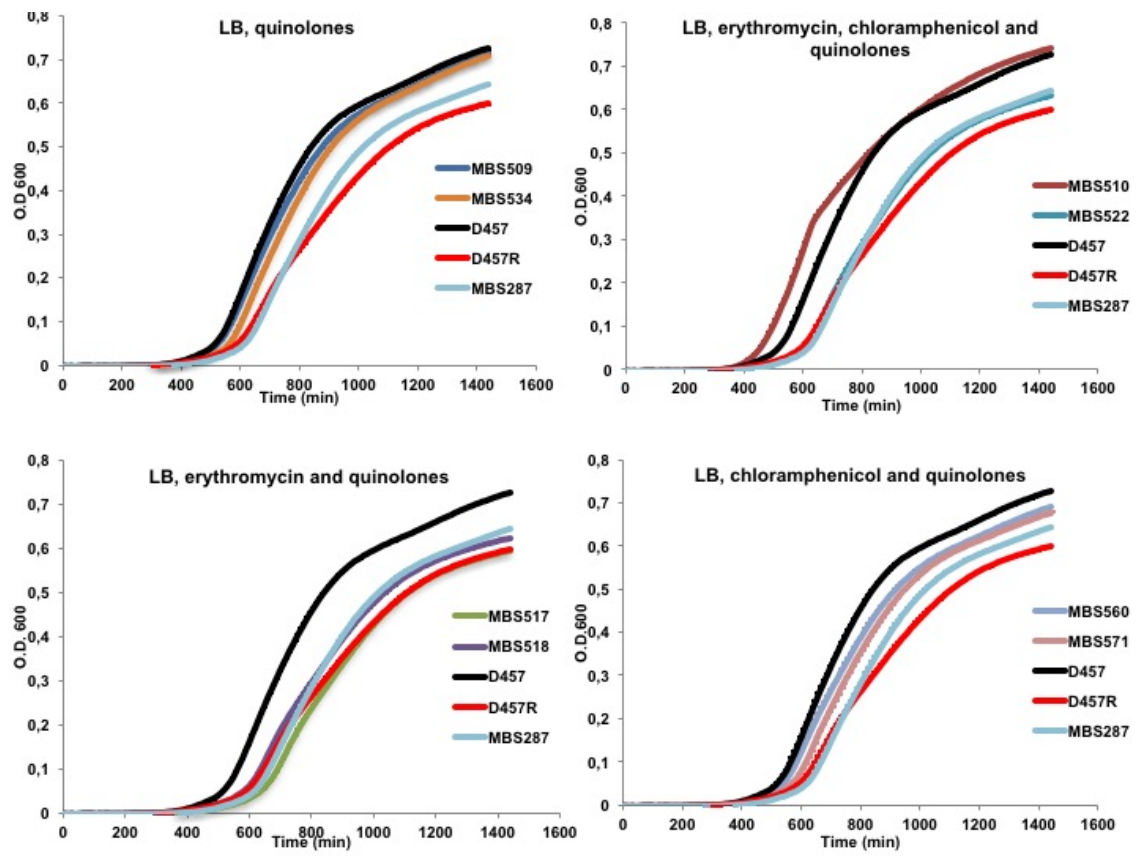 LB, quinolones
0,8
0,7
0,6
0,5
0,4
0,3
0,2
0,1
0
O.D.600
0 200 400 600 800 1000 1200 1400 1600
Time (min)
MBS509
MBS534
D457
D457R
MBS287
LB, erythromycin, chloramphenicol and
quinolones
0,8
0,7
0,6
0,5
0,4
0,3
0,2
0,1
0
O.D.600
0 200 400 600 800 1000 1200 1400 1600
Time (min)
MBS510
MBS522
D457
D457R
MBS287
LB, erythromycin and quinolones
0,8
0,7
0,6
0,5
0,4
0,3
0,2
0,1
0
O.D. 600
0 200 400 600 800 1000 1200 1400 1600
Time (min)
MBS517
MBS518
D457
D457R
MBS287
LB, chloramphenicol and quinolones
0,8
0,7
0,6
0,5
0,4
0,3
0,2
0,1
0
O.D.600
0 200 400 600 800 1000 1200 1400 1600
Time (min)
MBS560
MBS571
D457
D457R
MBS287